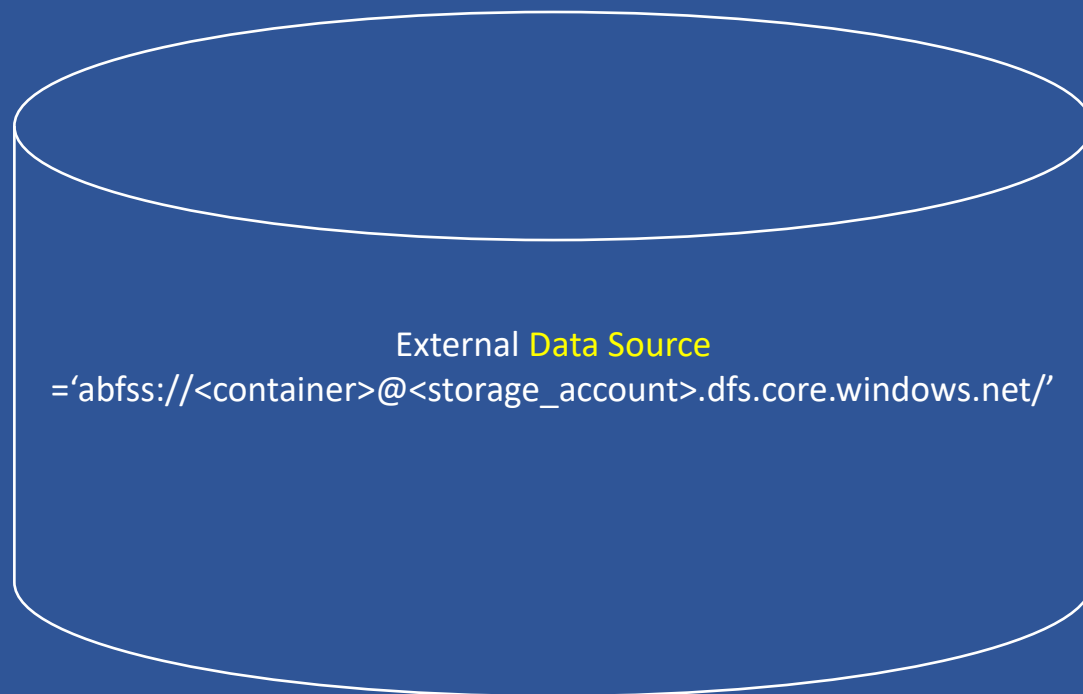 External Data Source
=‘abfss://<container>@<storage_account>.dfs.core.windows.net/’